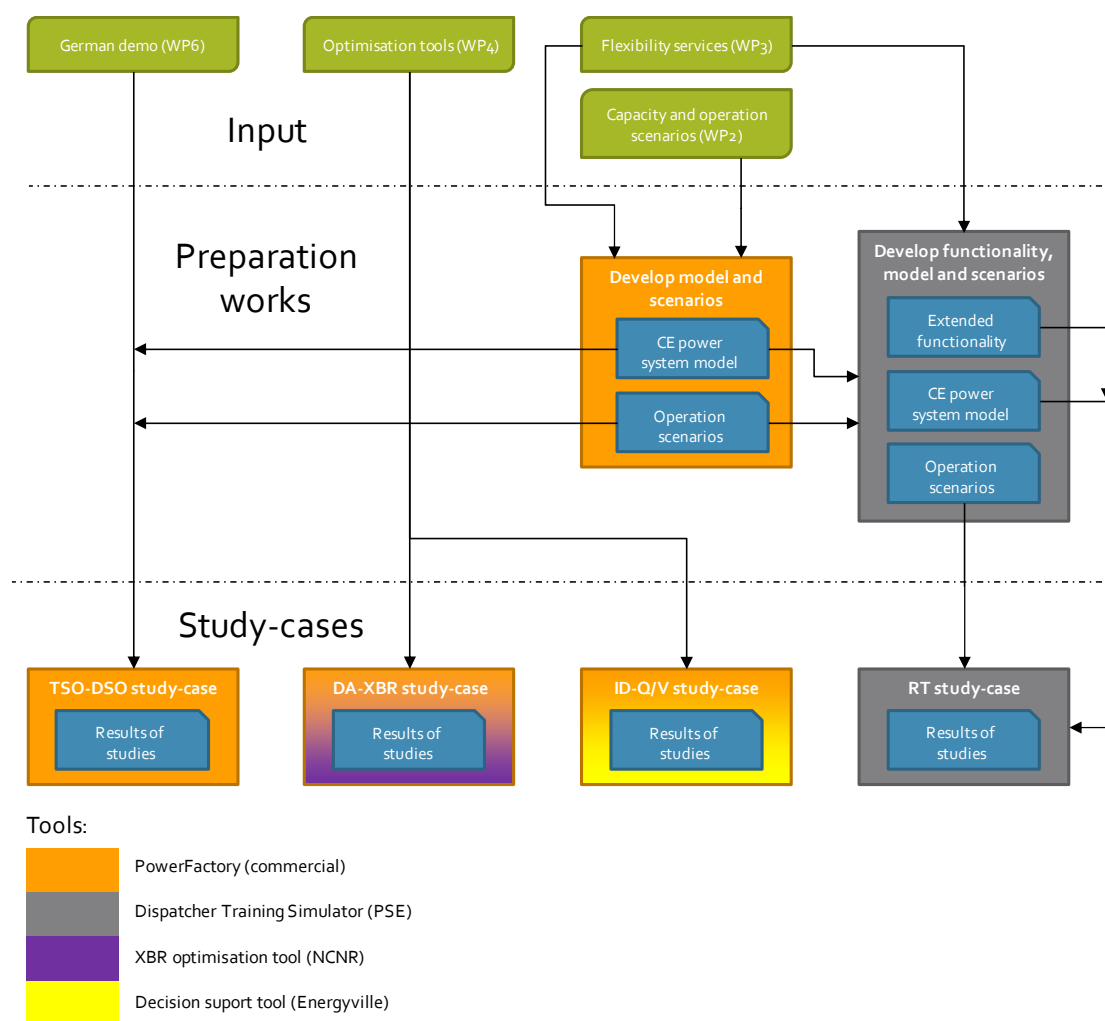 German demo (WP6)
Optimisation tools (WP4)
Flexibility services (WP3)
Capacity and operation
scenarios (WP2)
Input
Preparation
works
Develop model and
scenarios
CE power
system model
Operation
scenarios
Develop functionality,
model and scenarios
Extended
functionality
CE power
system model
Operation
scenarios
Study-cases
TSO-DSO study-case
Results of
studies
DA-XBR study-case
Results of
studies
ID-Q/V study-case
Results of
studies
RT study-case
Results of
studies
Tools:
PowerFactory (commercial)
Dispatcher Training Simulator (PSE)
XBR optimisation tool (NCNR)
Decision suport tool (Energyville)